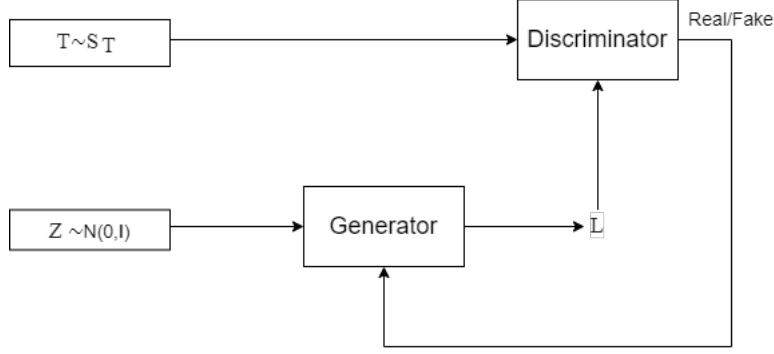 T~S T
Discriminator
Real/Fake
Z ~N(0,I)
Generator
L